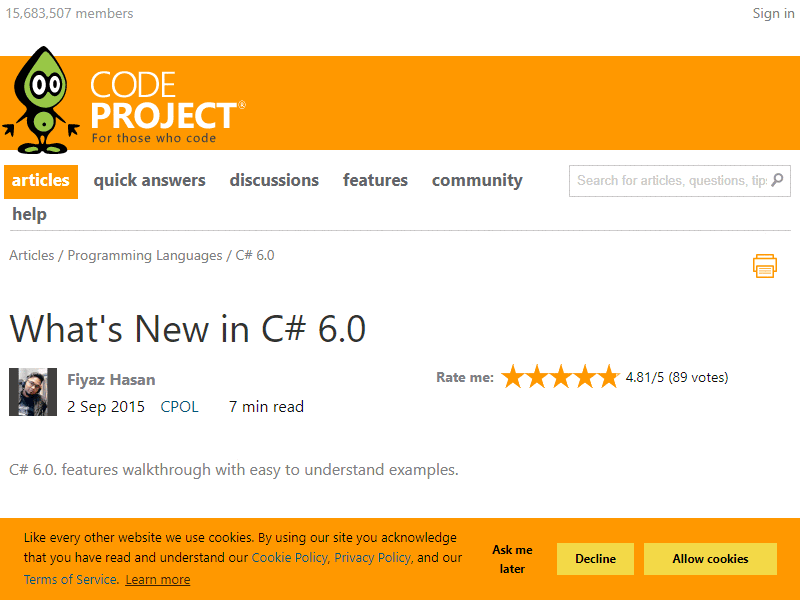 15,683,507 members
Sign in
CODE
PROJECT®
For those who code
articles quick answers discussions features community
Search for articles, questions, tips
help
Articles / Programming Languages / C# 6.0
What's New in C# 6.0
Fiyaz Hasan
Rate me: 4.81/5 (89 votes)
2 Sep 2015 CPOL 7 min read
C# 6.0. features walkthrough with easy to understand examples.
Like every other website we use cookies. By using our site you acknowledge
that you have read and understand our Cookie Policy, Privacy Policy, and our
Terms of Service. Learn more
Ask me
later
Decline
Allow cookies